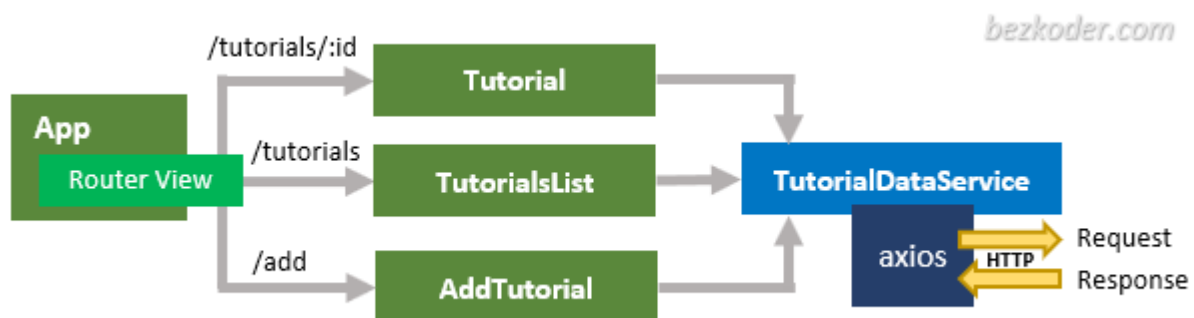 bezkoder.com
/tutorials/:id
Tutorial
App
Router View
/tutorials
TutorialsList
TutorialDataService
axios
HTTP
Request
Response
/add
AddTutorial